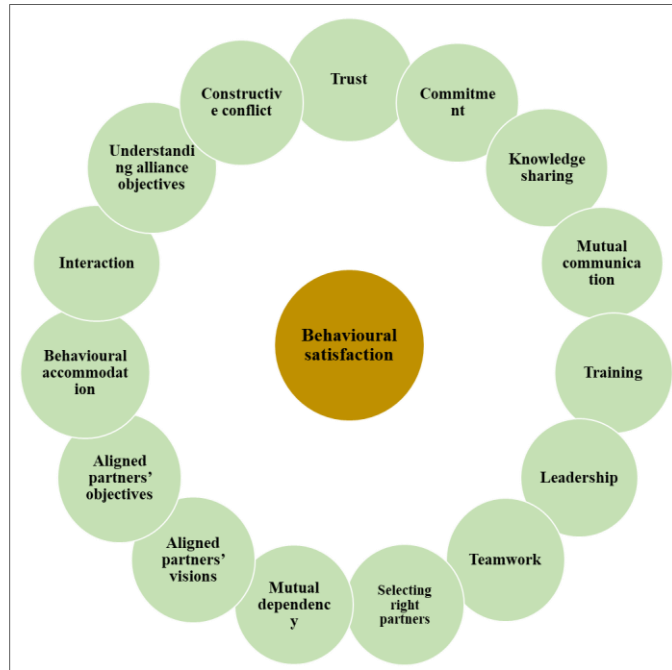 Trust
Commitme
nt
Knowledge
sharing
Mutual
communica
tion
Training
Leadership
Teamwork
Selecting
right
partners
Mutual
dependenc
y
Aligned
partners’
visions
Aligned
partners’
objectives
Behavioural
accommodat
ion
Interaction
Understandi
ng alliance
objectives
Constructiv
e conflict
Behavioural
satisfaction